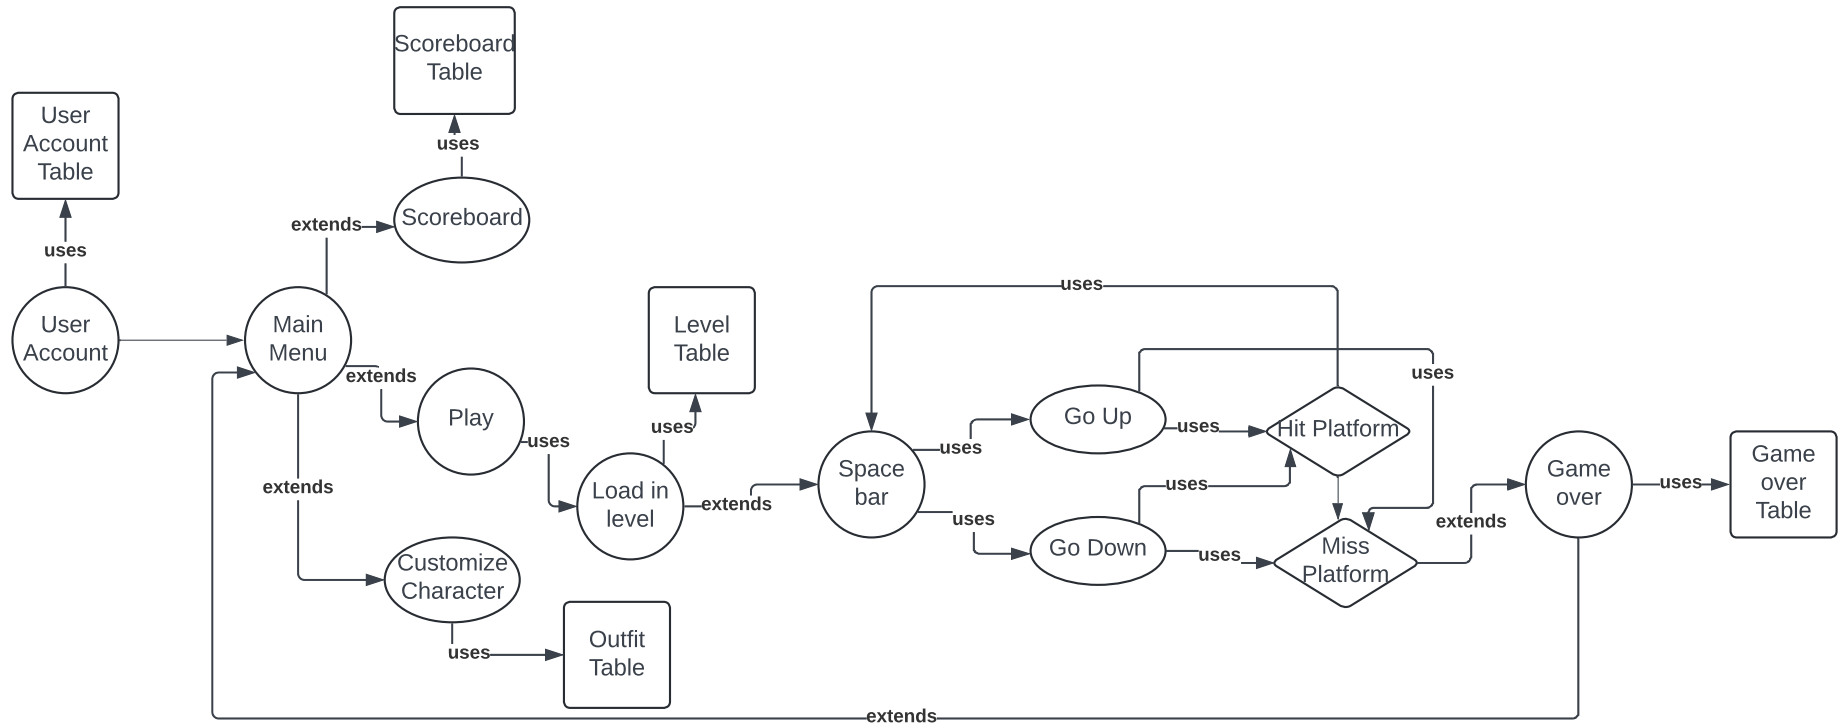 Scoreboard
Table
User
Account
Table
uses
uses
Scoreboard
extends
User
Account
Main
Menu
extends
Play
uses
Level
Table
uses
Load in
level
extends
Space
bar
uses
uses
uses
Go Up
uses
uses
Hit Platform
uses
Go Down
uses
Miss
Platform
extends
Game
over
uses
Game
over
Table
extends
Customize
Character
uses
Outfit
Table
extends